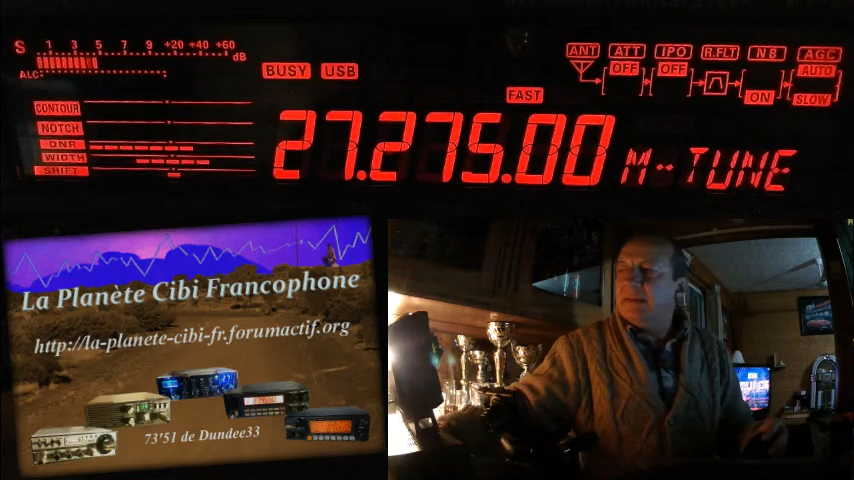 S 1 3 5 7 9 +20 +40 +60 dB
ALC:
BUSY USB
ANT ATT IPO R.FLT NB AGC
OFF OFF AUTO
ON SLOW
FAST
CONTOUR
NOTCH
DNR
WIDTH
SHIFT
27.275.00 M-- TUNE
La Planète Cibi Francophone
http://la-planete-cibi-fr.forumactif.org
73'51 de Dundee33